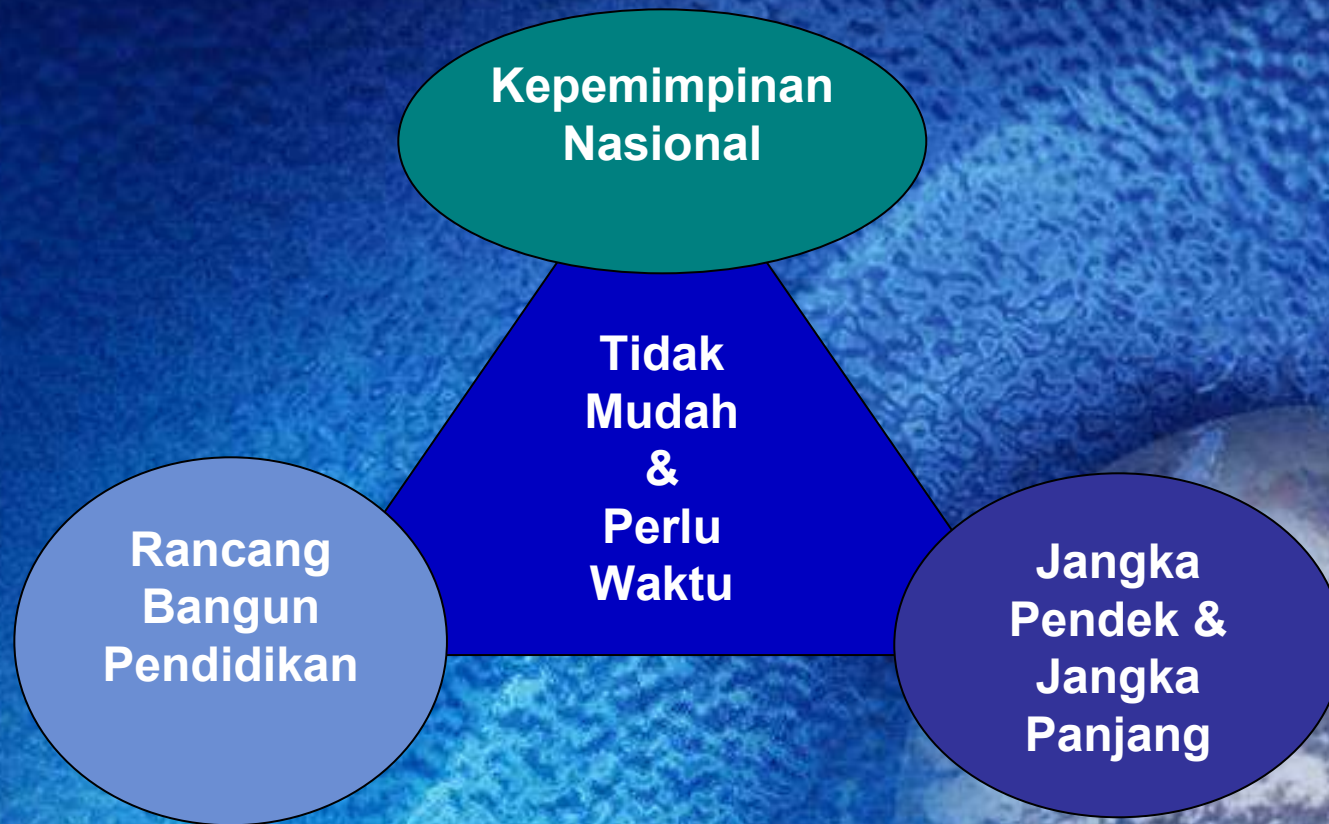 Kepemimpinan
Nasional
Tidak
Mudah
&
Perlu
Waktu
Rancang
Bangun
Pendidikan
Jangka
Pendek &
Jangka
Panjang